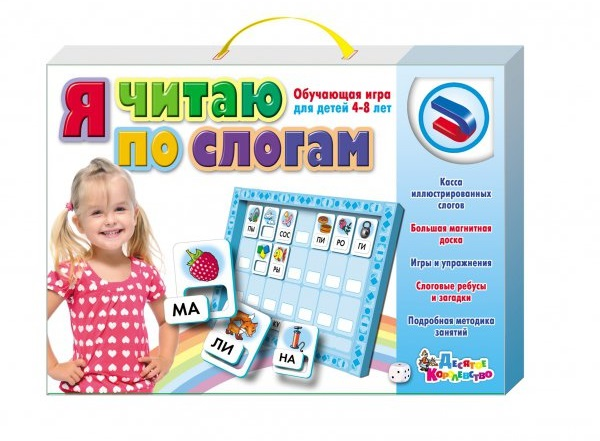 Я ЧИТАЮ
ПО СЛОГАМ
Обучающая игра
для детей 4-8 лет
Касса
иллюстрированных
слогов
Большая магнитная
доска
Игры и упражнения
Слоговые ребусы
и загадки
Подробная методика
занятий
ДЕСЯТОЕ
КОРОЛЕВСТВО
СОС
ПИ
РО
ГИ
РЫ
МА
ЛИ
НА